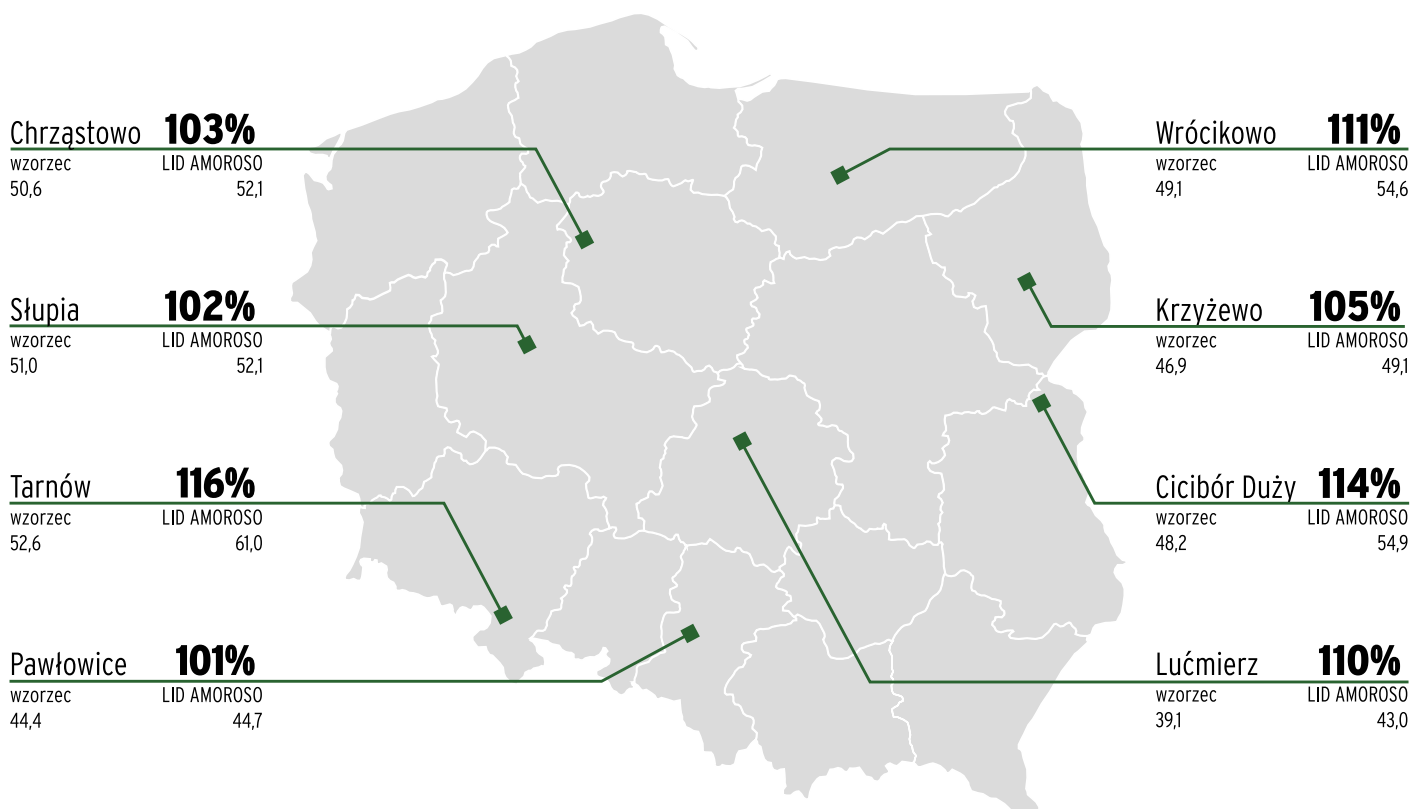 Chrząstowo 103%
wzorzec LID AMOROSO
50,6 52,1
Słupia 102%
wzorzec LID AMOROSO
51,0 52,1
Tarnów 116%
wzorzec LID AMOROSO
52,6 61,0
Pawłowice 101%
wzorzec LID AMOROSO
44,4 44,7
Wrócikowo 111%
wzorzec LID AMOROSO
49,1 54,6
Krzyżewo 105%
wzorzec LID AMOROSO
46,9 49,1
Cicibór Duży 114%
wzorzec LID AMOROSO
48,2 54,9
Lućmierz 110%
wzorzec LID AMOROSO
39,1 43,0